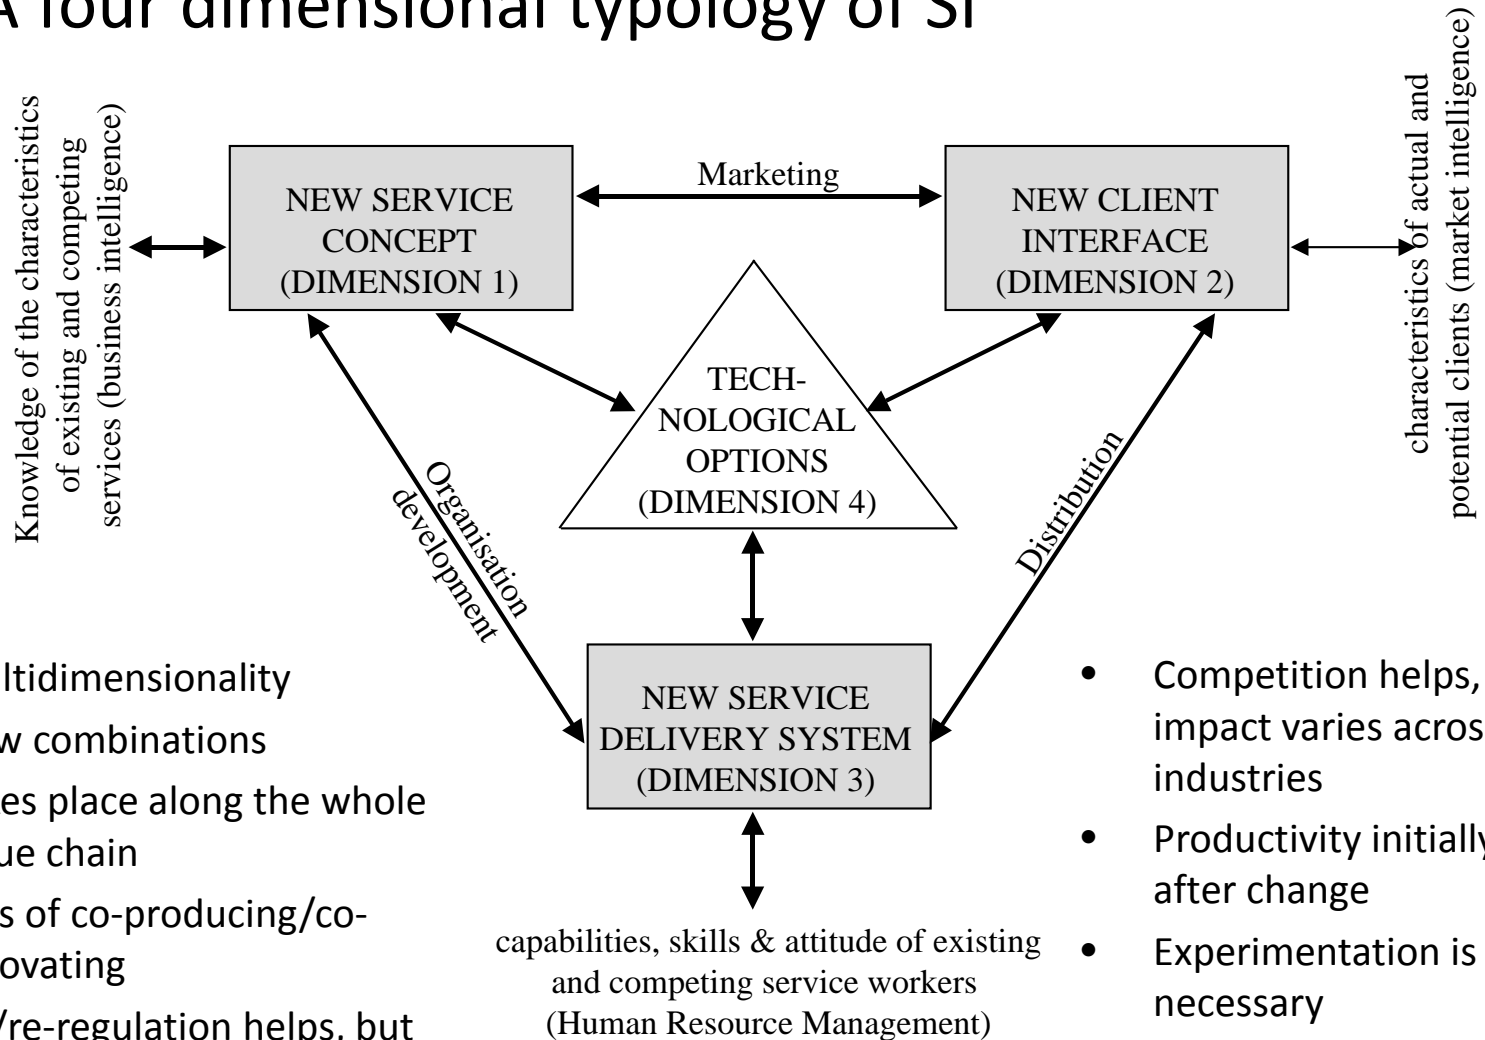 A four dimensional typology of SI
Knowledge of the characteristics
of existing and competing
services (business intelligence)
NEW SERVICE
CONCEPT
(DIMENSION 1)
Marketing
NEW CLIENT
INTERFACE
(DIMENSION 2)
characteristics of actual and
potential clients (market intelligence)
TECH-
NOLOGICAL
OPTIONS
(DIMENSION 4)
Organisation
development
Distribution
NEW SERVICE
DELIVERY SYSTEM
(DIMENSION 3)
capabilities, skills & attitude of existing
and competing service workers
(Human Resource Management)
ltidimensionality
w combinations
es place along the whole
ue chain
s of co-producing/co-
ovating
/re-regulation helps, but
• Competition helps,
impact varies acros
industries
• Productivity initially
after change
• Experimentation is
necessary